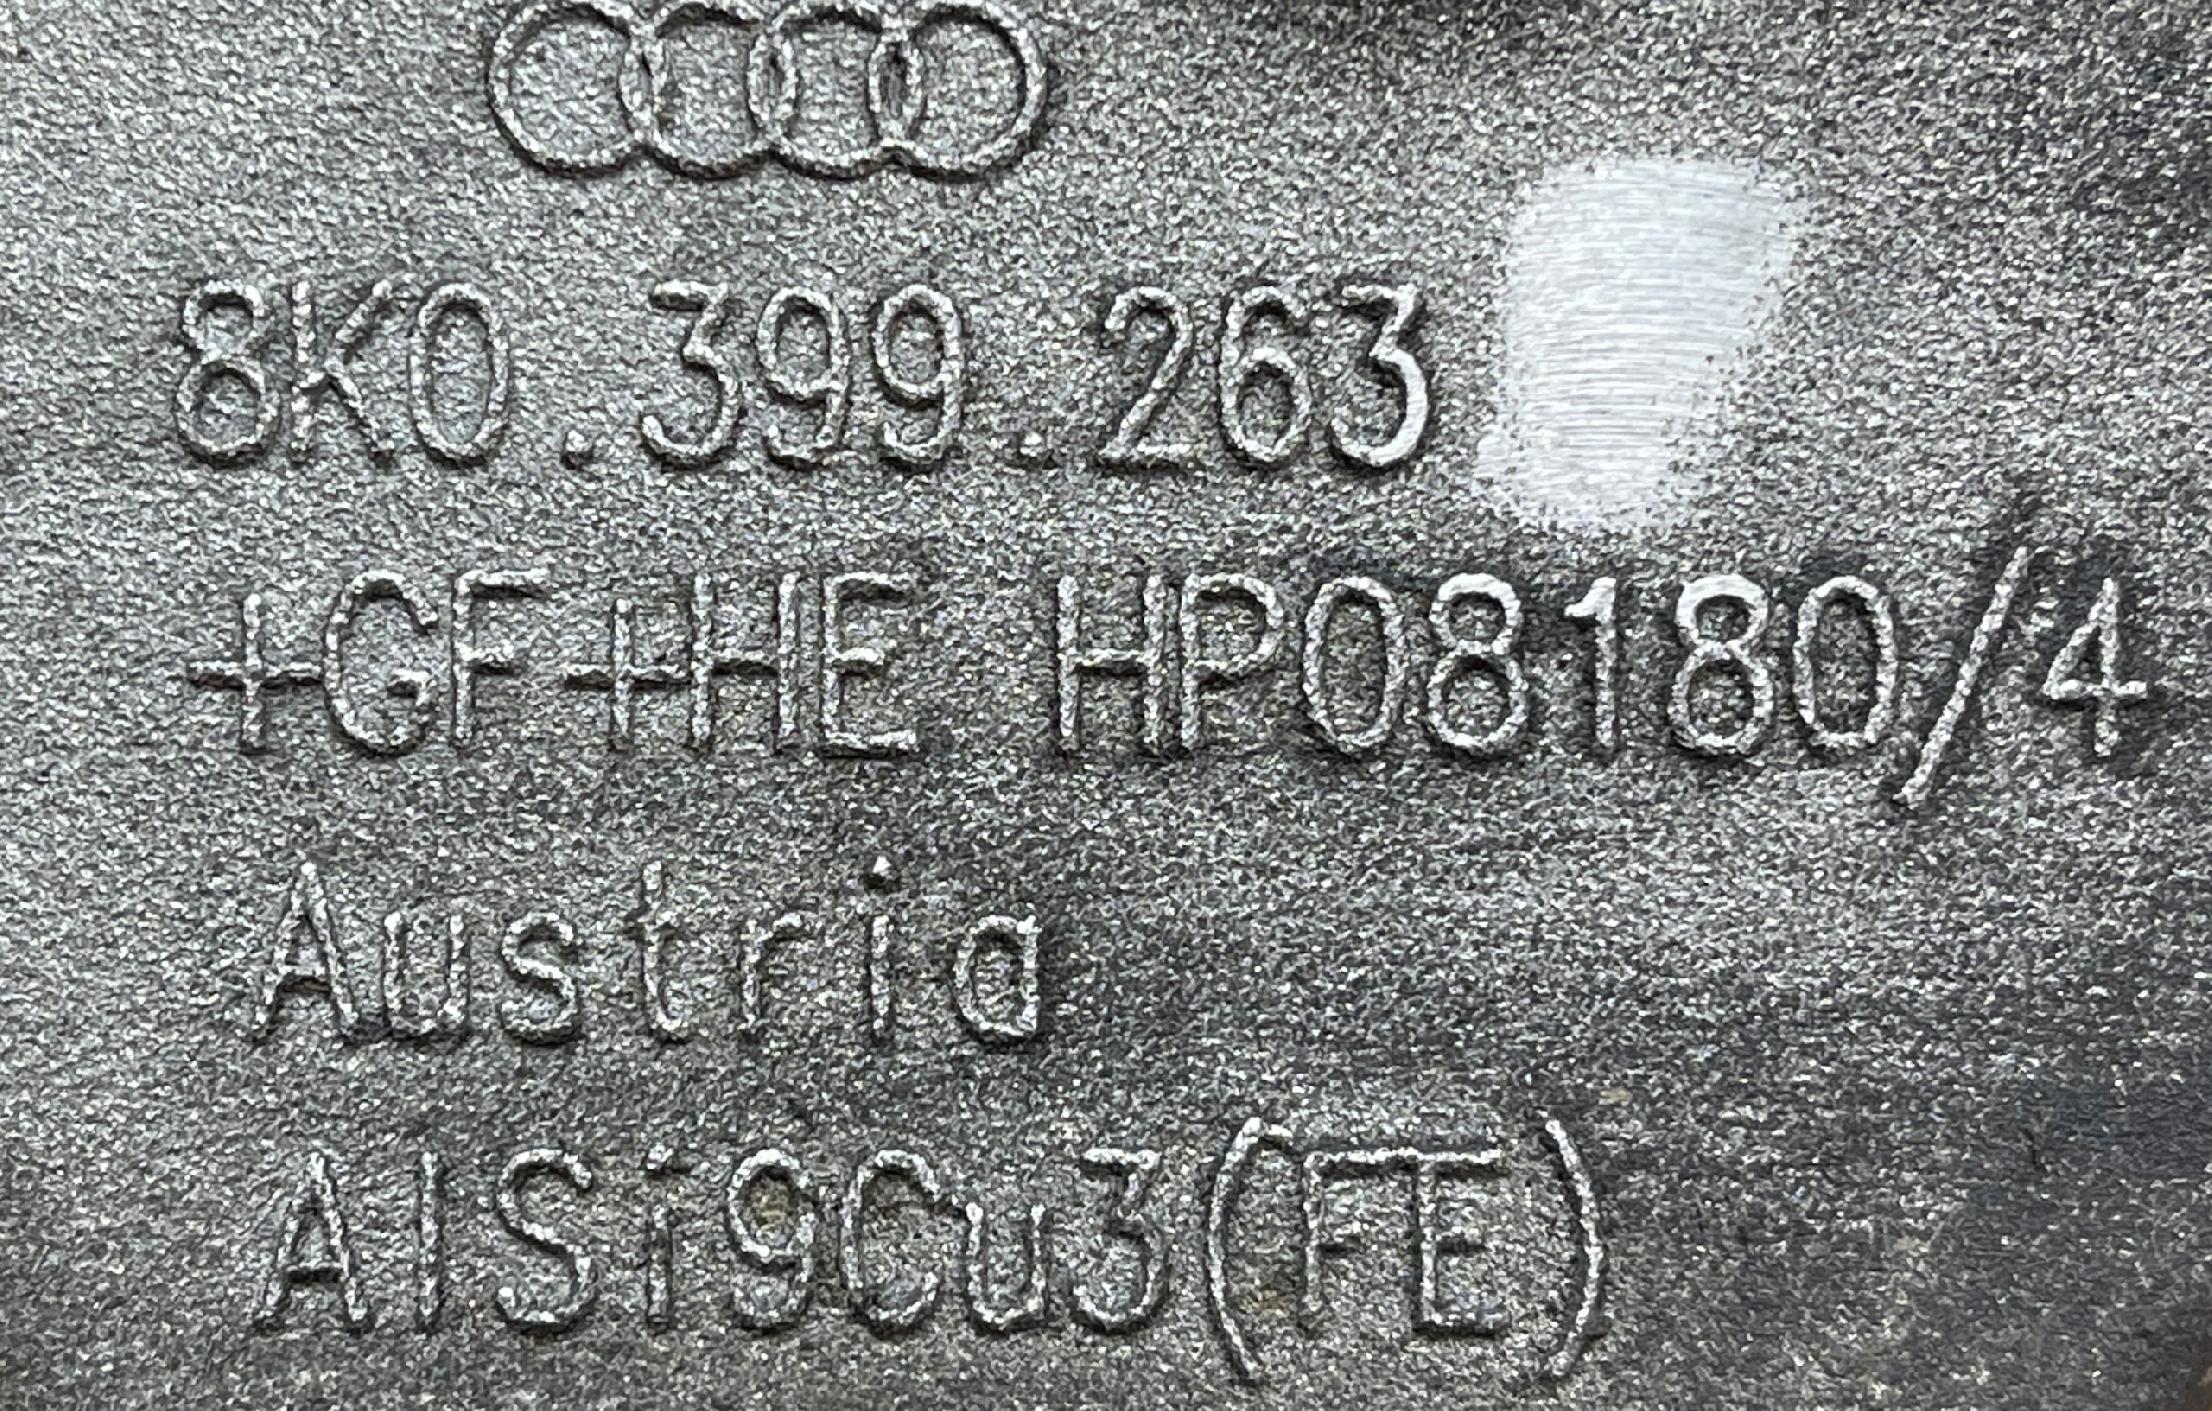 8K0.399.263
+GF+HE HP08180/4
Austria
AlSi9Cu3(FE)